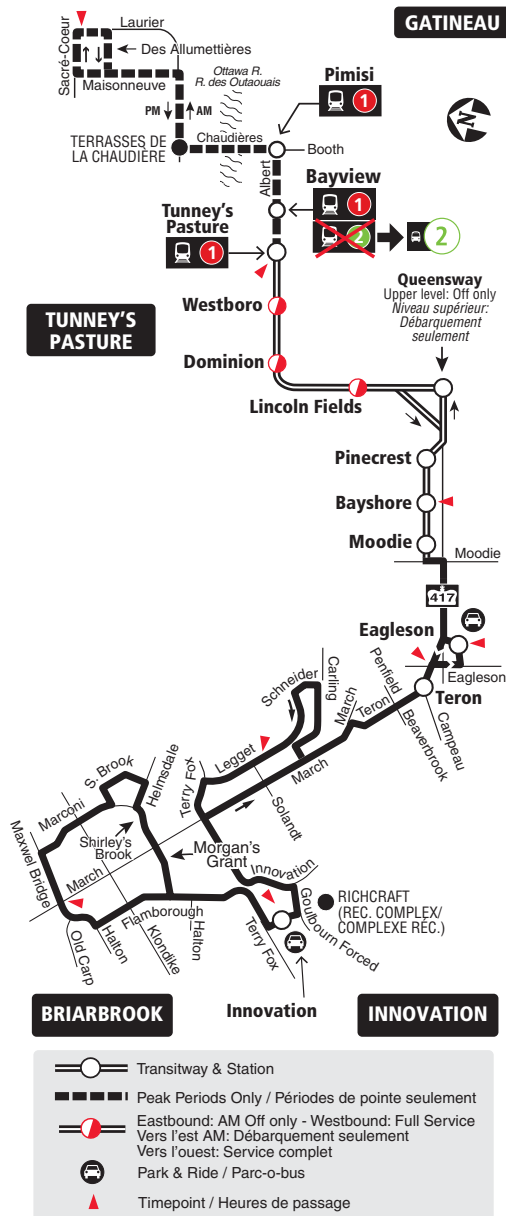 GATINEAU
Laurier
Des Allumettières
Sacré-Coeur
Maisonneuve
PM
AM
Ottawa R.
R. des Outaouais
TERRASSES DE
LA CHAUDIÈRE
Chaudières
Pimisi
1
Booth
Albert
N
Bayview
1
2
2
Tunney's
Pasture
1
TUNNEY'S
PASTURE
Westboro
Dominion
Lincoln Fields
Queensway
Upper level: Off only
Niveau supérieur:
Débarquement
seulement
Pinecrest
Bayshore
Moodie
Moodie
417
Eagleson
Eagleson
Teron
Campeau
Beaverbrook
Penfield
Teron
March
Carling
Schneider
Legget
March
Solandt
Terry Fox
Helmsdale
S. Brook
Marconi
Shirley's
Brook
Morgan's
Grant
Maxwel Bridge
March
Innovation
Goulbourn Forced
RICHCRAFT
(REC. COMPLEX/
COMPLEXE RÉC.)
Flamborough
Old Carp
Halton
Klondike
Halton
Terry Fox
Innovation
BRIARBROOK
INNOVATION
Transitway & Station
Peak Periods Only / Périodes de pointe seulement
Eastbound: AM Off only - Westbound: Full Service
Vers l'est AM: Débarquement seulement
Vers l'ouest: Service complet
Park & Ride / Parc-o-bus
Timepoint / Heures de passage